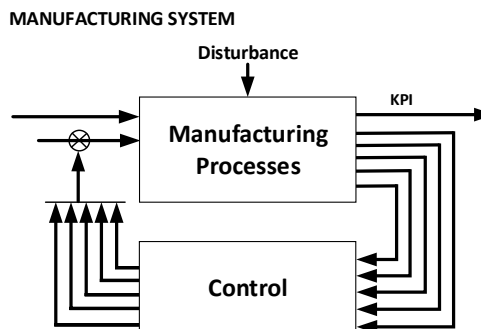 MANUFACTURING SYSTEM
Disturbance
KPI
Manufacturing
Processes
Control